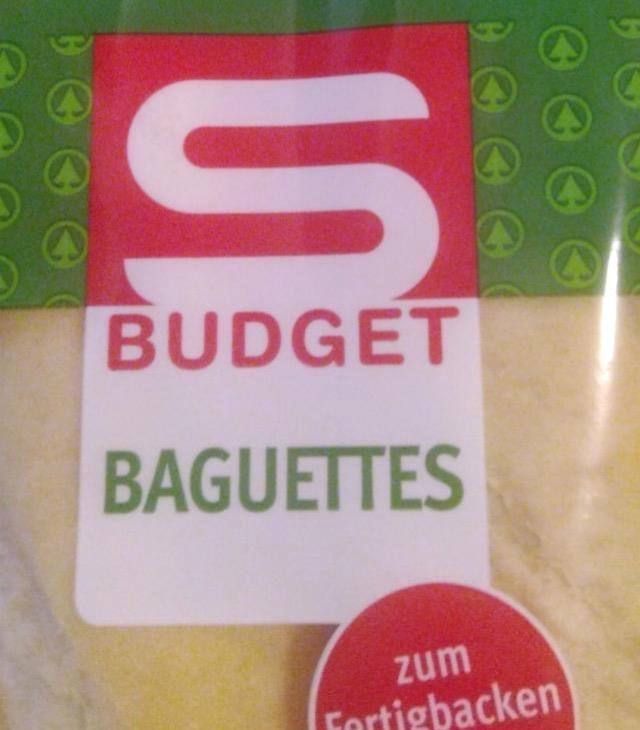 S
BUDGET
BAGUETTES
zum
Fertigbacken